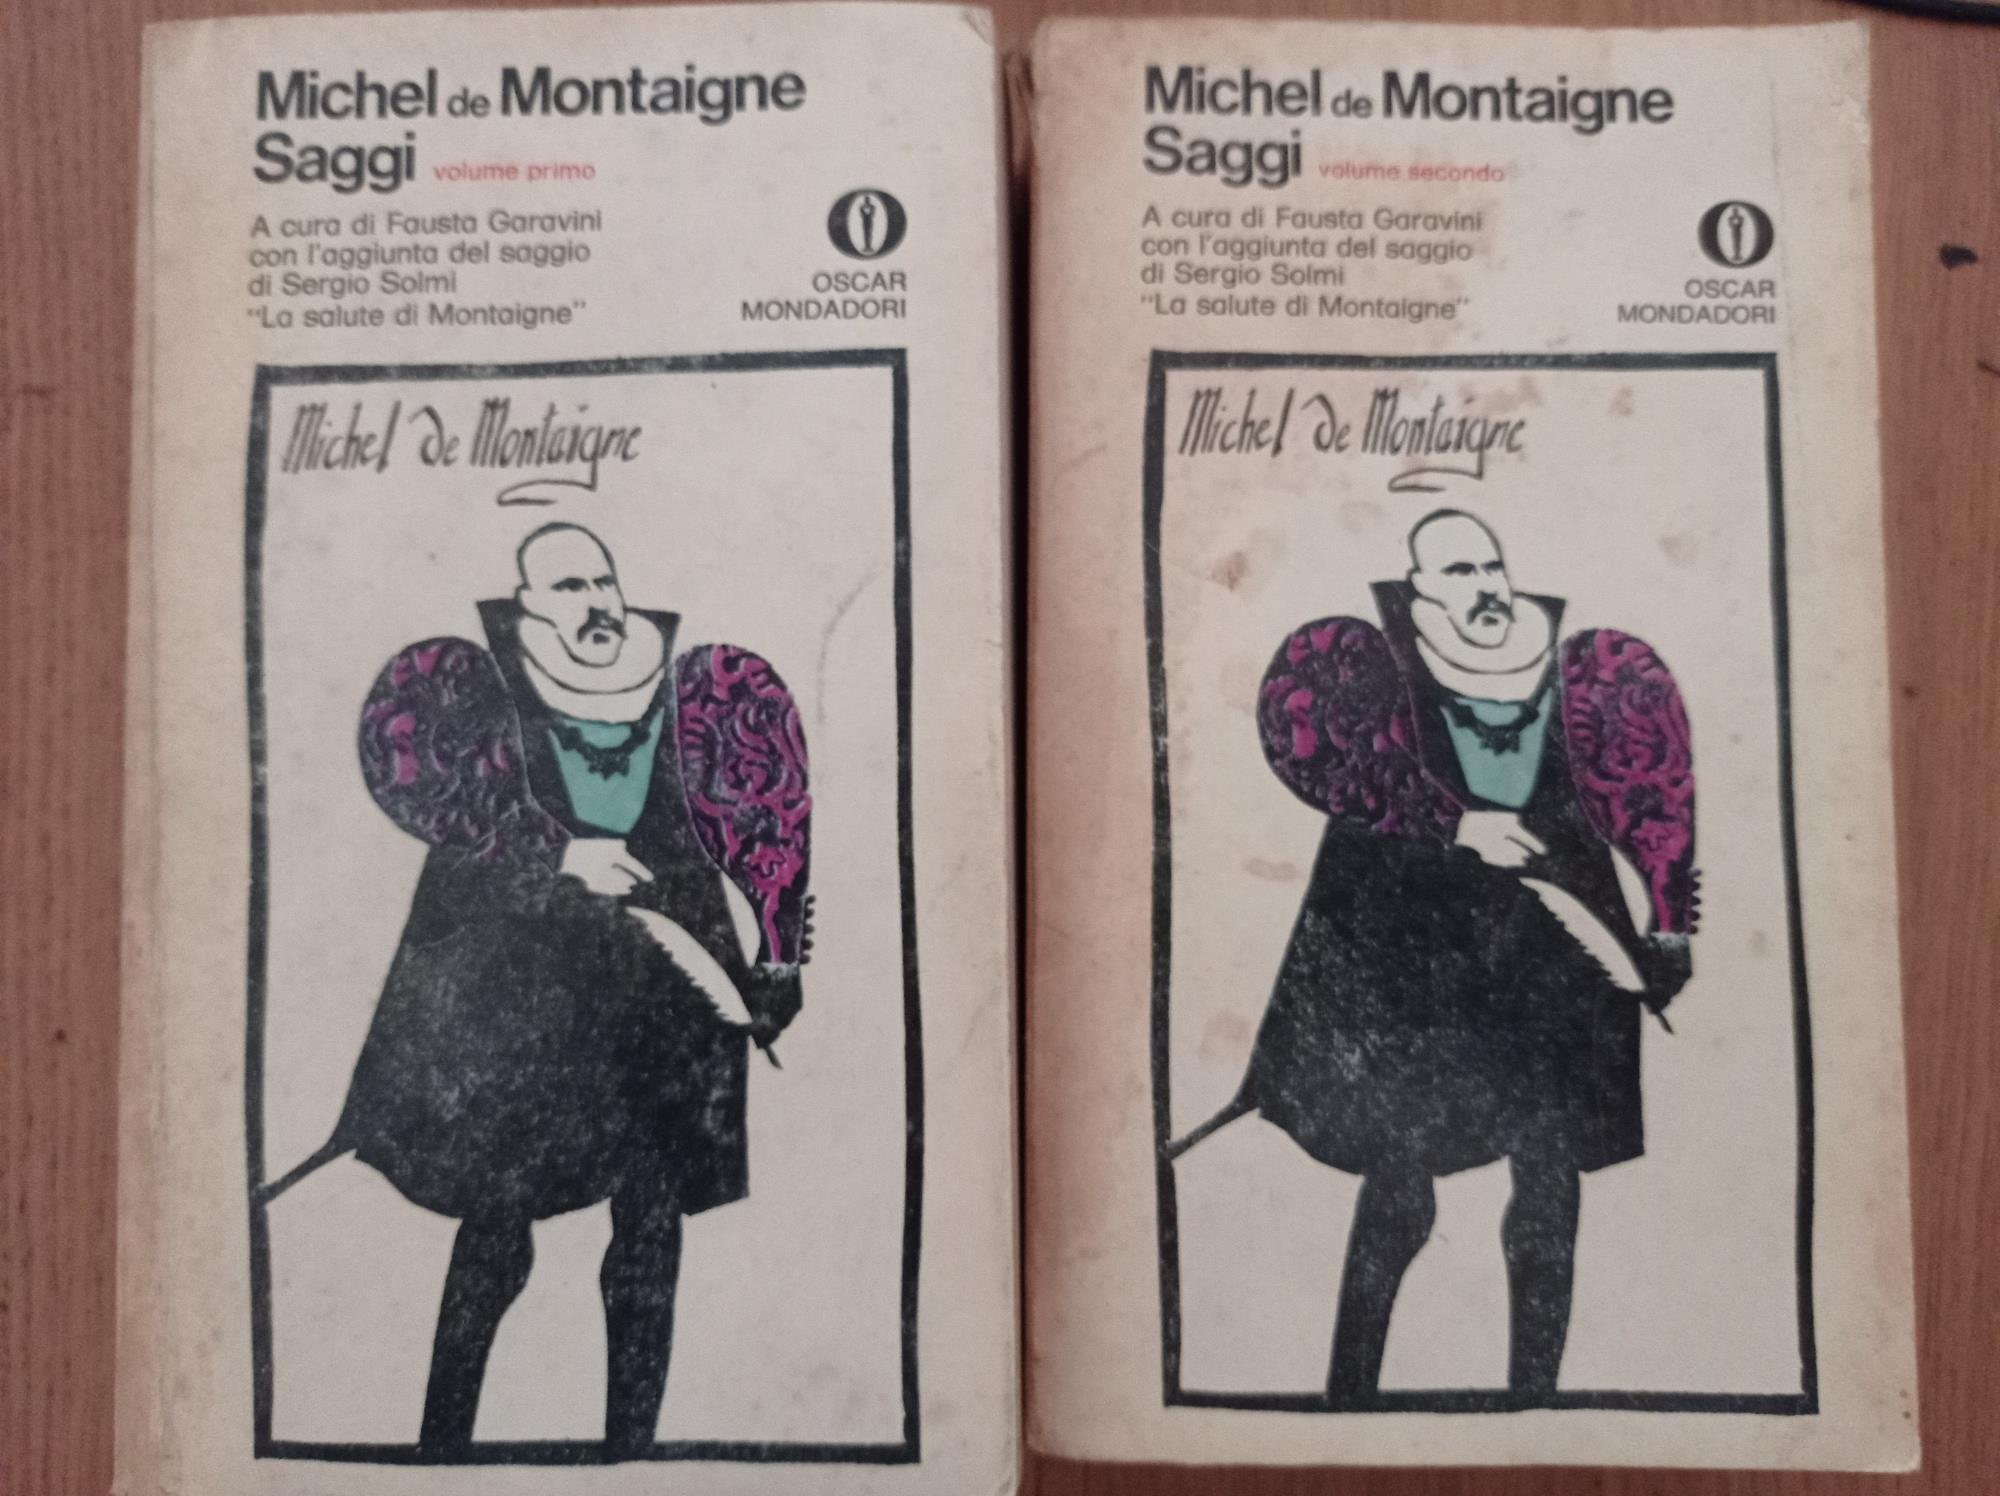 Michel de Montaigne
Saggi volume primo
A cura di Fausta Garavini
con l'aggiunta del saggio
di Sergio Solmi
"La salute di Montaigne"
OSCAR
MONDADORI
Michel de Montaigne
Michel de Montaigne
Saggi volume secondo
A cura di Fausta Garavini
con l'aggiunta del saggio
di Sergio Solmi
"La salute di Montaigne"
OSCAR
MONDADORI
Michel de Montaigne